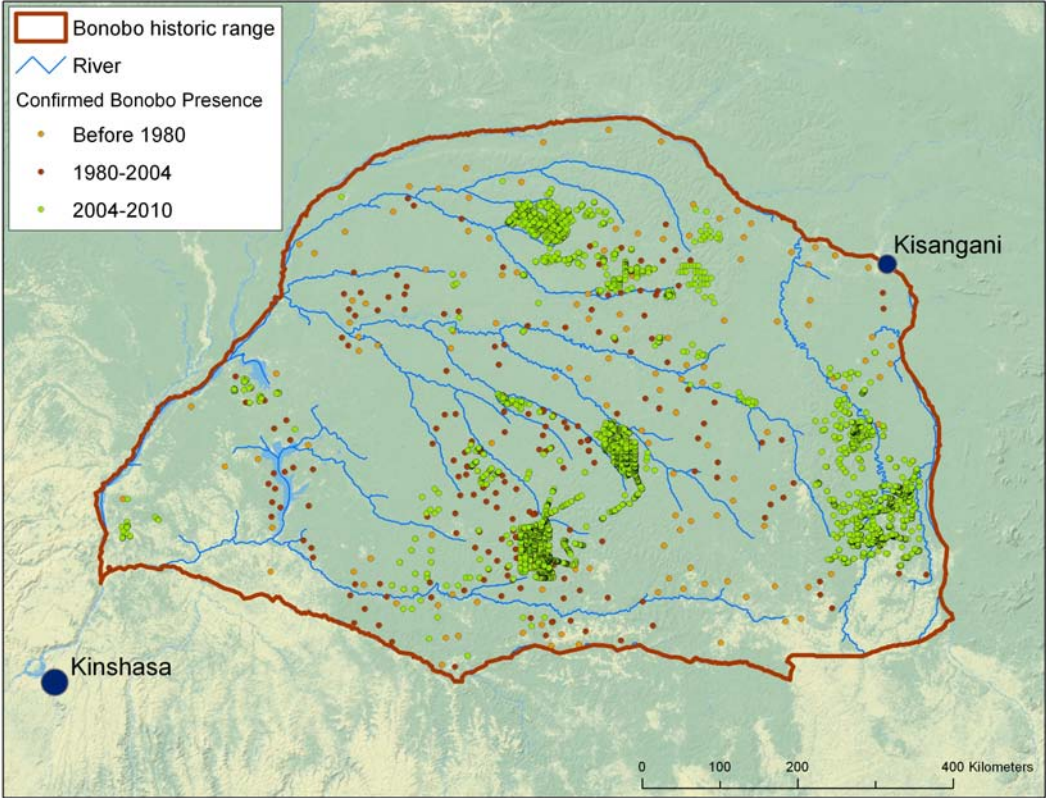 Bonobo historic range
River
Confirmed Bonobo Presence
Before 1980
1980-2004
2004-2010
Kisangani
Kinshasa
0 100 200 400 Kilometers